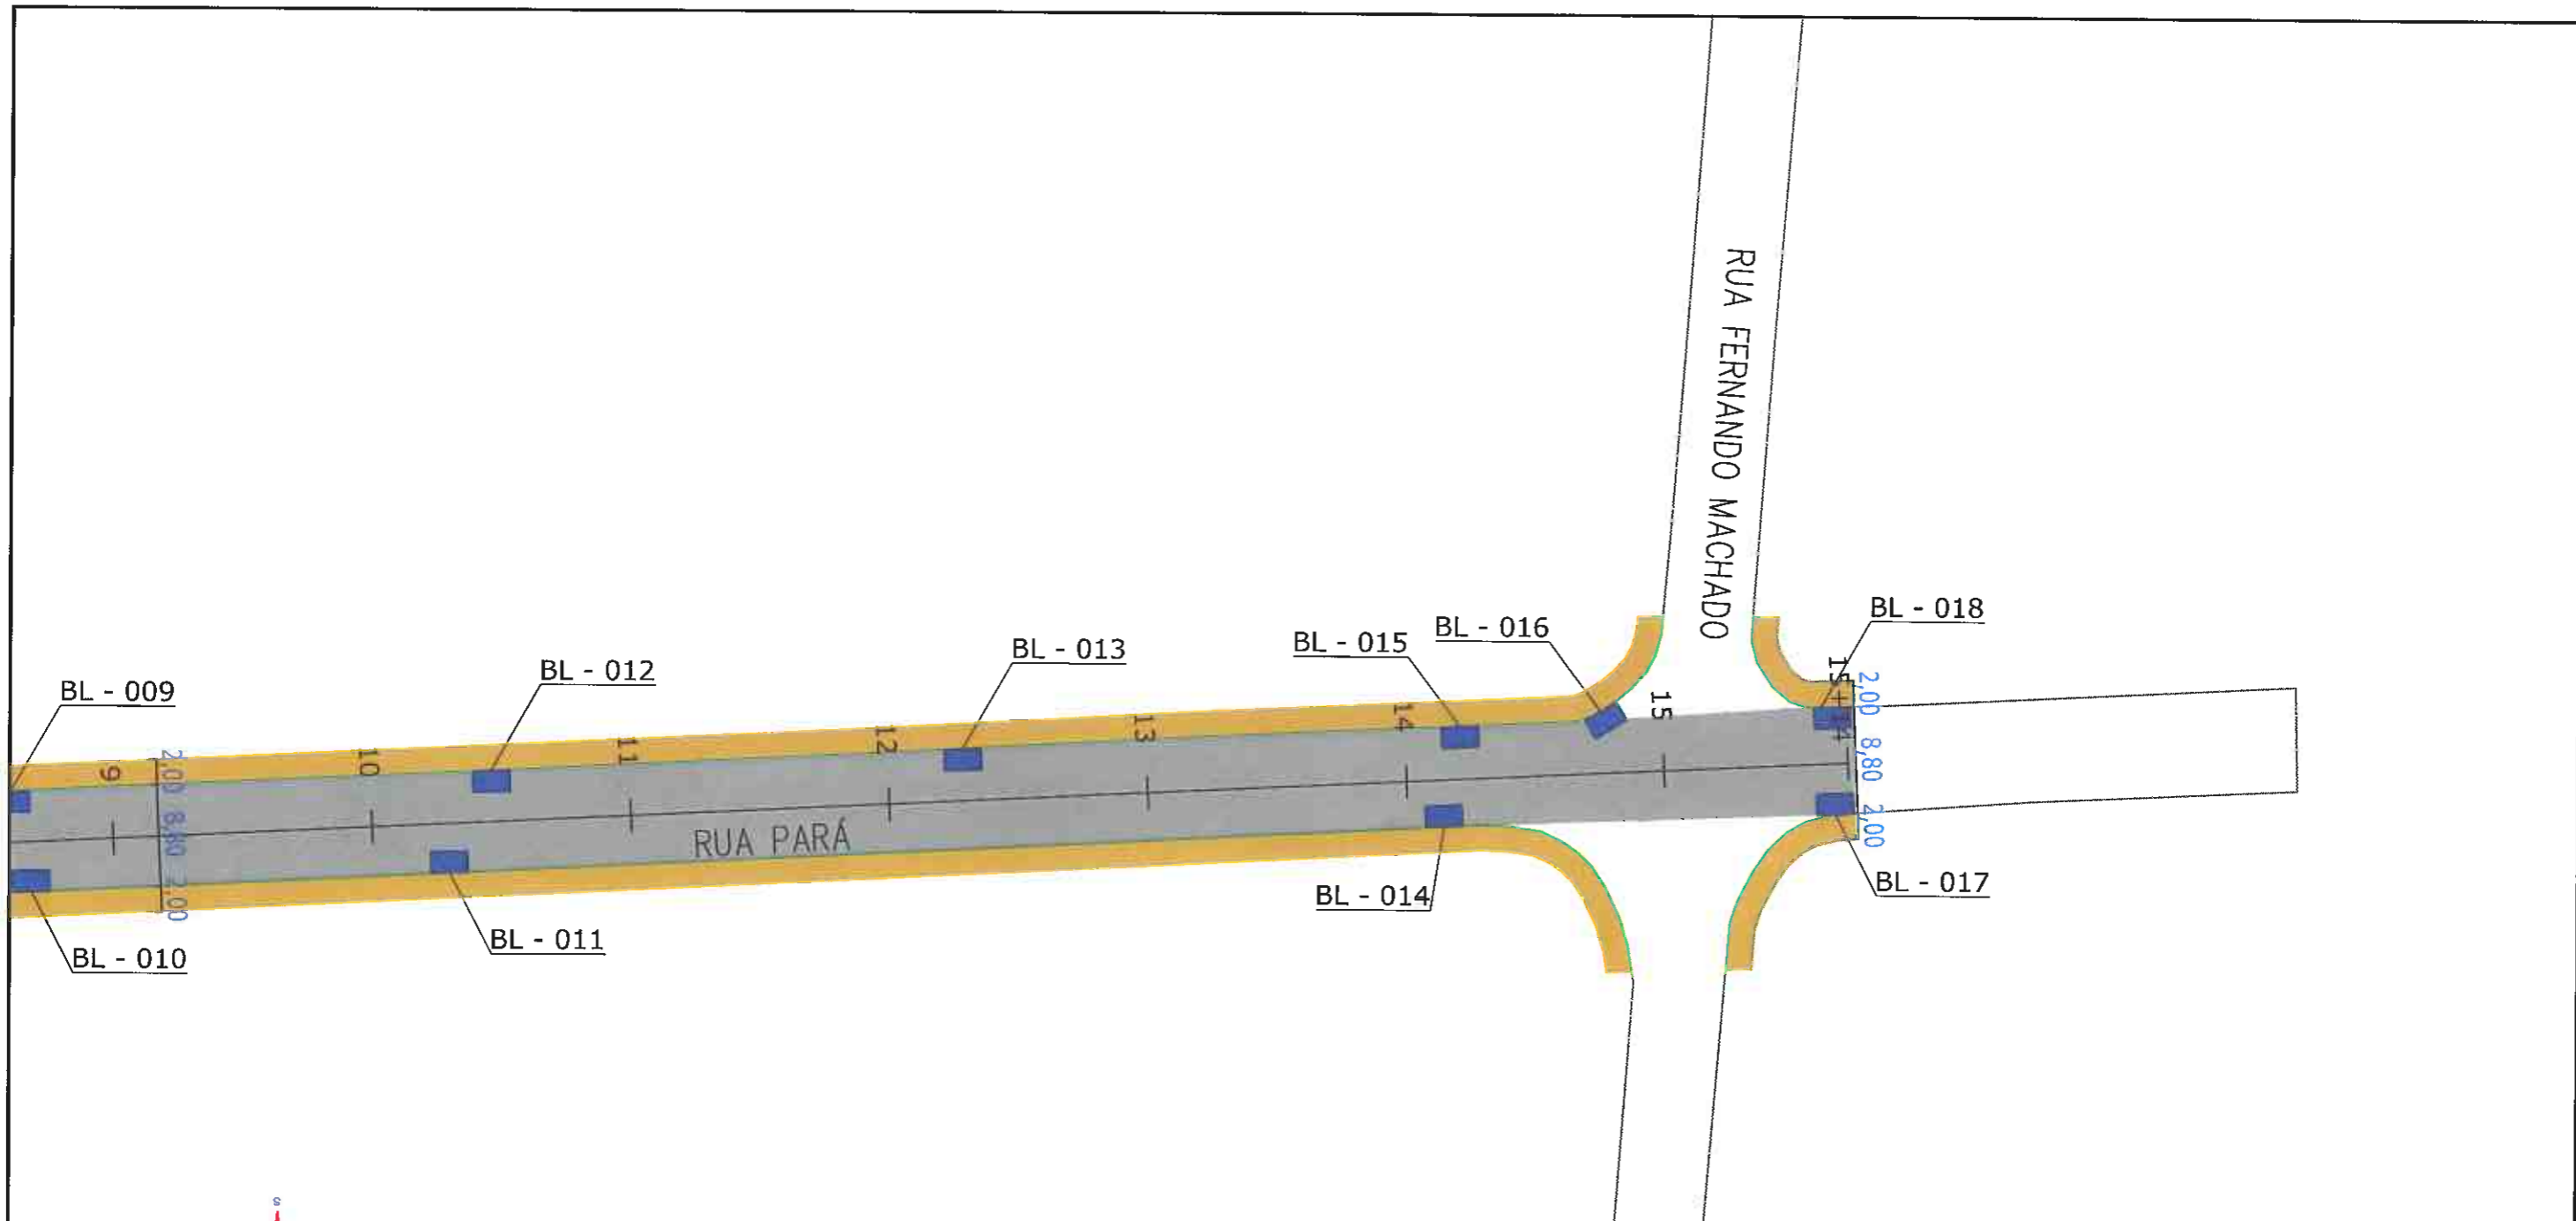 RUA FERNANDO MACHADO
BL - 018
BL - 016
BL - 015
BL - 013
BL - 012
BL - 009
9
10
11
12
13
14
15
2,00
8,80
2,00
2,00
8,80
RUA PARÁ
BL - 017
BL - 014
BL - 011
BL - 010
s